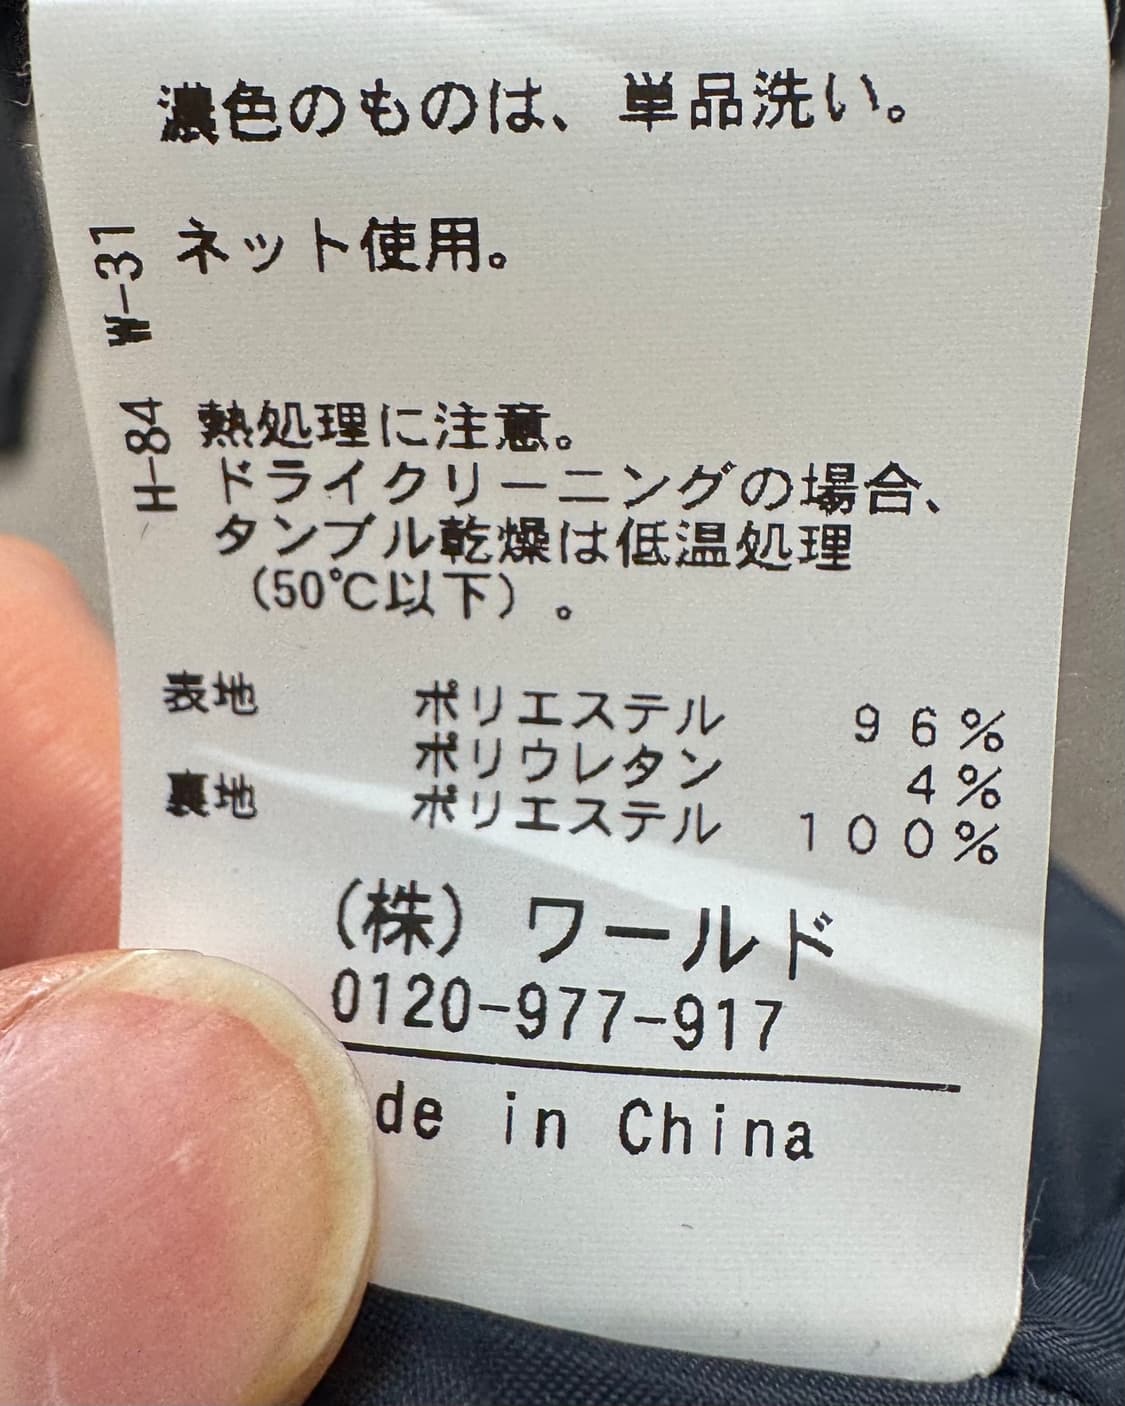 濃色のものは、単品洗い。
W-31
ネット使用。
H-84
熱処理に注意。
ドライクリーニングの場合、
タンブル乾燥は低温処理
(50℃以下)。
表地 ポリエステル 96%
ポリウレタン 4%
裏地 ポリエステル 100%
(株) ワールド
0120-977-917
de in China